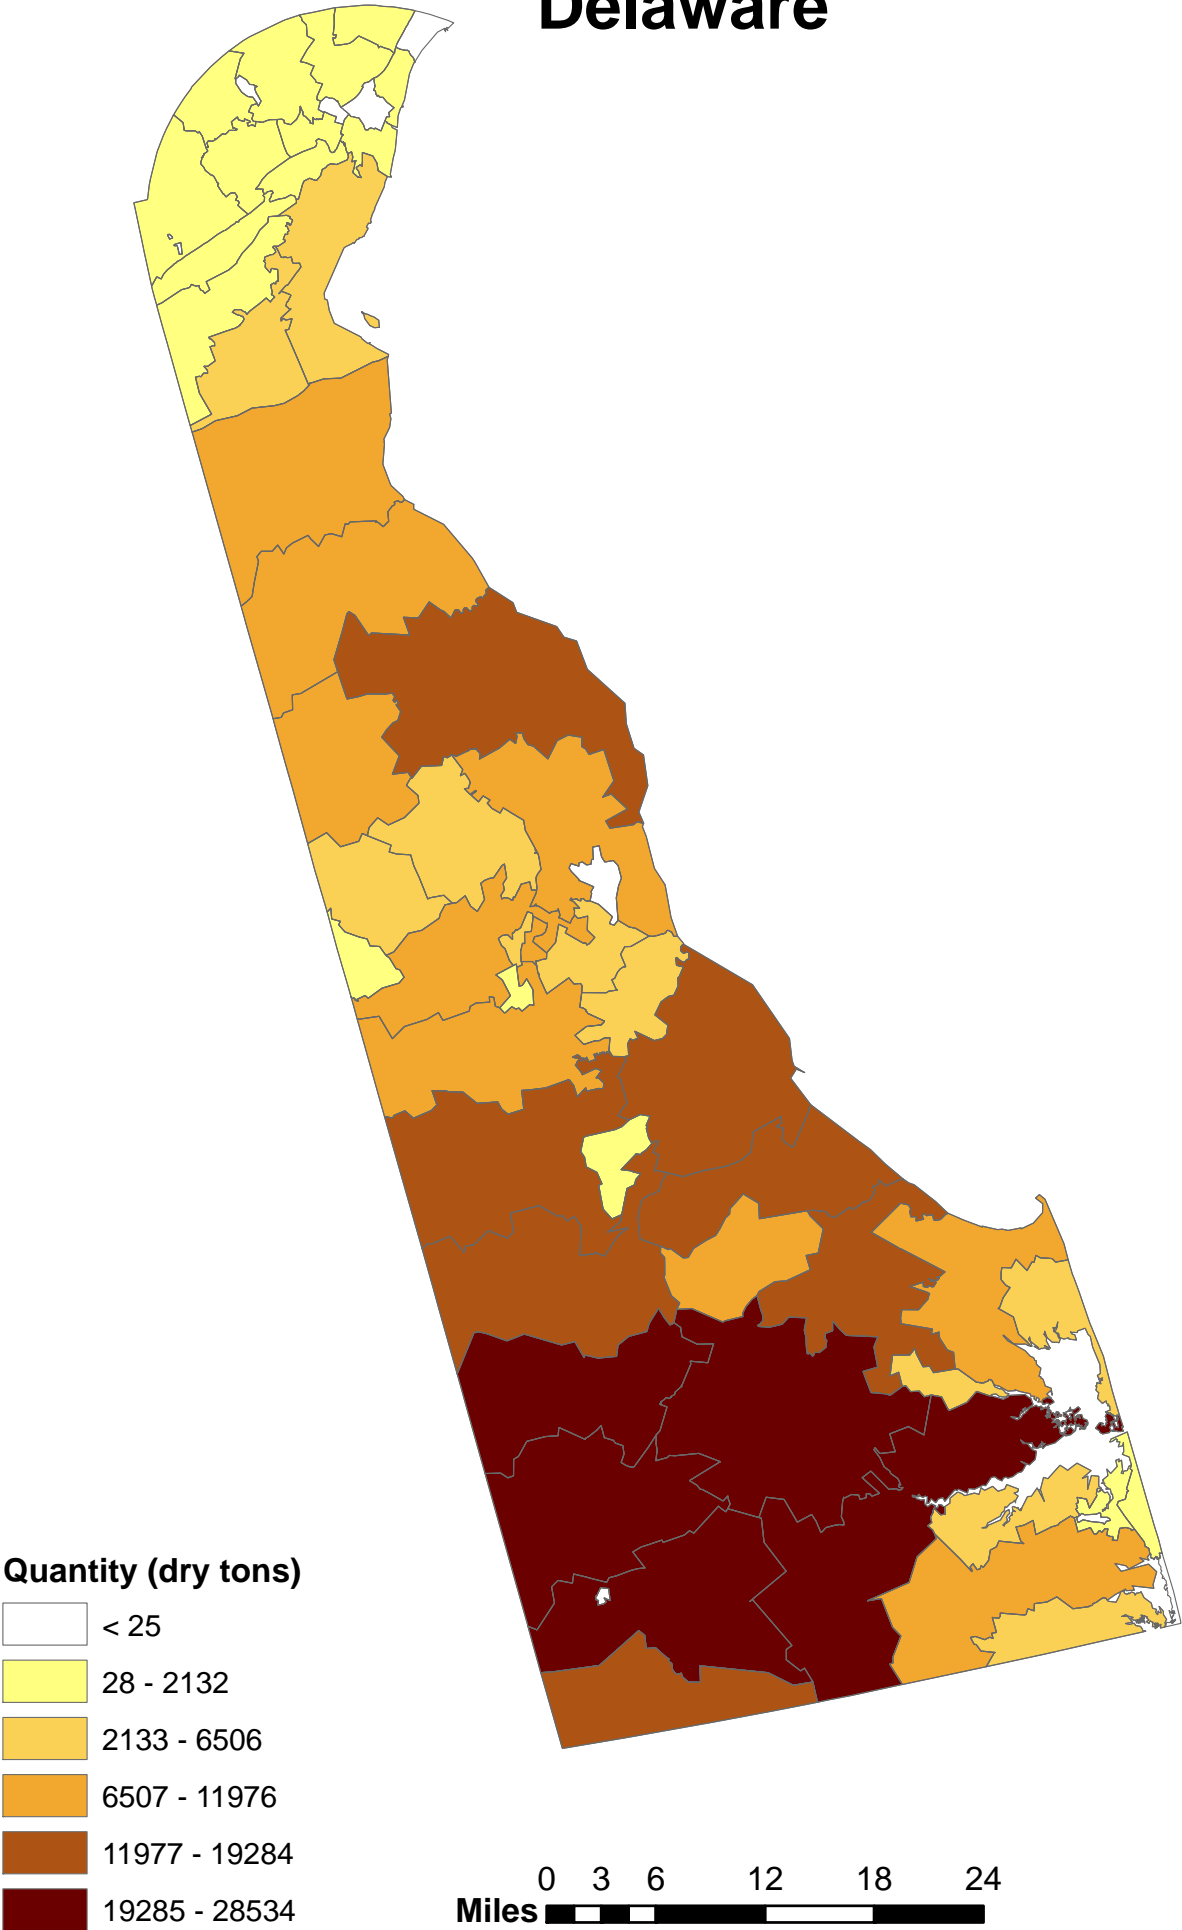 Delaware
Quantity (dry tons)
< 25
28 - 2132
2133 - 6506
6507 - 11976
11977 - 19284
19285 - 28534
0 3 6 12 18 24
Miles